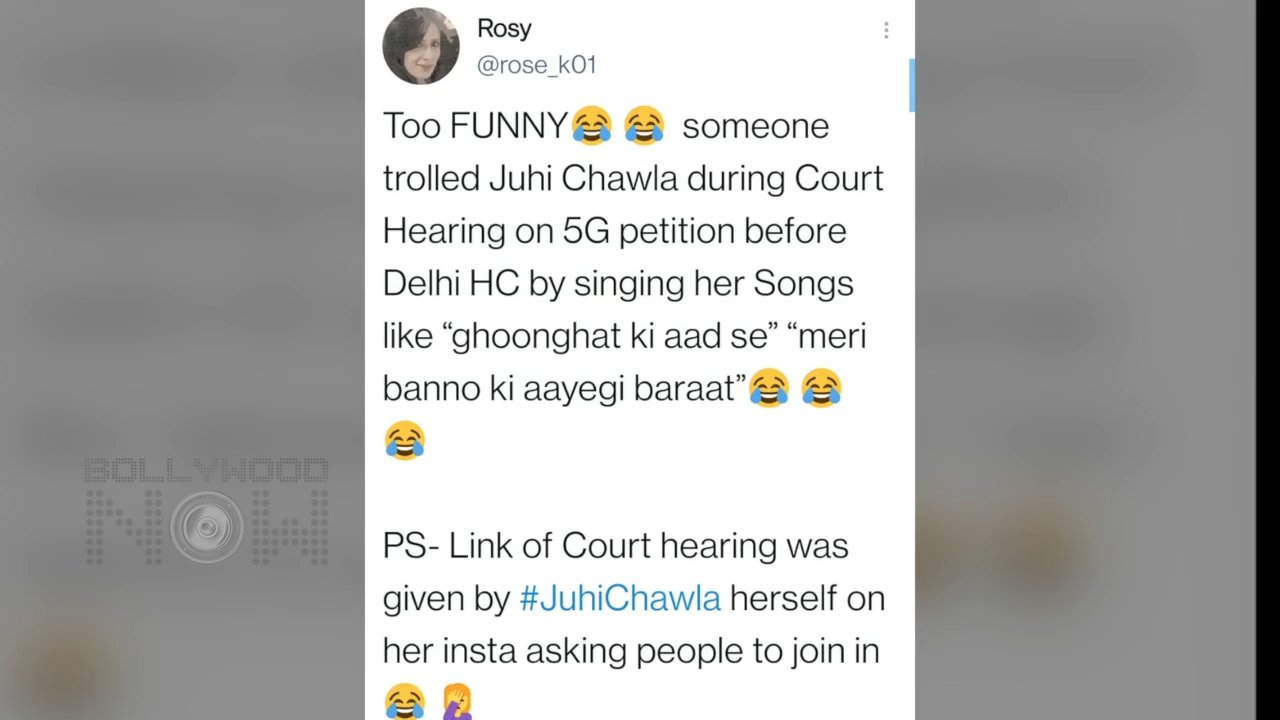 Rosy
@rose_k01
Too FUNNY😂 😂 someone
trolled Juhi Chawla during Court
Hearing on 5G petition before
Delhi HC by singing her Songs
like “ghoonghat ki aad se” “meri
banno ki aayegi baraat”😂 😂
😂
PS- Link of Court hearing was
given by #JuhiChawla herself on
her insta asking people to join in
😂 🤦‍♀️
BOLLYWOOD
NOW